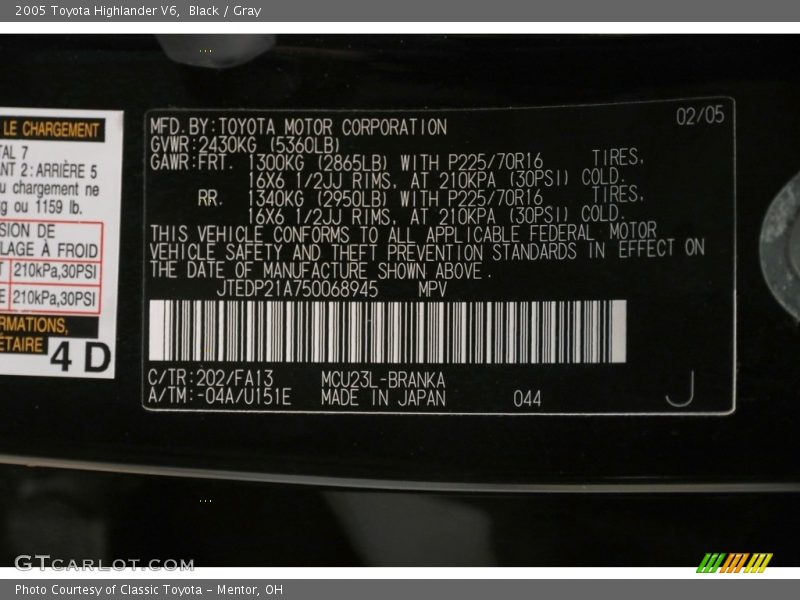 2005 Toyota Highlander V6, Black / Gray
LE CHARGEMENT
TAL 7
NT 2: ARRIÈRE 5
u chargement ne
g ou 1159 lb.
SION DE
LAGE À FROID
T 210kPa,30PSI
E 210kPa,30PSI
RMATIONS,
ÉTAIRE
4 D
02/05
MFD.BY:TOYOTA MOTOR CORPORATION
GVWR:2430KG (5360LB)
GAWR:FRT. 1300KG (2865LB) WITH P225/70R16 TIRES,
16X6 1/2JJ RIMS, AT 210KPA (30PSI) COLD.
RR. 1340KG (2950LB) WITH P225/70R16 TIRES,
16X6 1/2JJ RIMS, AT 210KPA (30PSI) COLD.
THIS VEHICLE CONFORMS TO ALL APPLICABLE FEDERAL MOTOR
VEHICLE SAFETY AND THEFT PREVENTION STANDARDS IN EFFECT ON
THE DATE OF MANUFACTURE SHOWN ABOVE.
JTEDP21A750068945 MPV
C/TR:202/FA13 MCU23L-BRANKA
A/TM:-04A/U151E MADE IN JAPAN 044
J
GTCARLOT.COM
Photo Courtesy of Classic Toyota - Mentor, OH